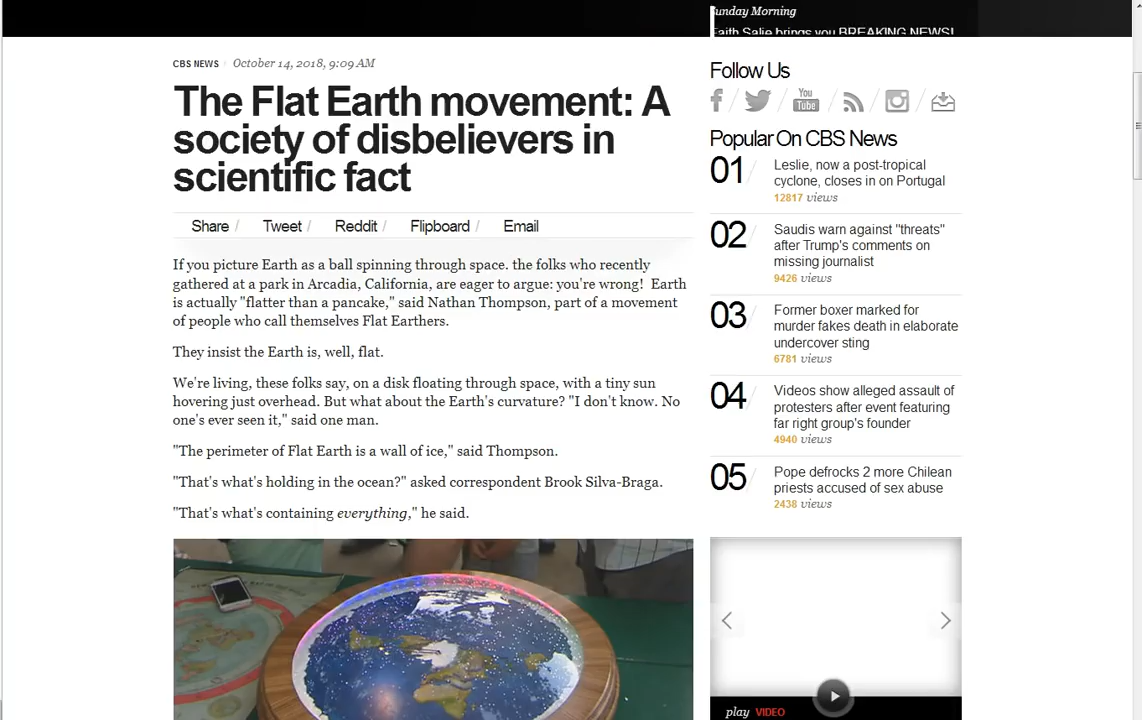 Sunday Morning
Faith Salie brings you BREAKING NEWS!
CBS NEWS October 14, 2018, 9:09 AM
The Flat Earth movement: A
society of disbelievers in
scientific fact
Share / Tweet / Reddit / Flipboard / Email
If you picture Earth as a ball spinning through space. the folks who recently
gathered at a park in Arcadia, California, are eager to argue: you're wrong! Earth
is actually "flatter than a pancake," said Nathan Thompson, part of a movement
of people who call themselves Flat Earthers.
They insist the Earth is, well, flat.
We're living, these folks say, on a disk floating through space, with a tiny sun
hovering just overhead. But what about the Earth's curvature? "I don't know. No
one's ever seen it," said one man.
"The perimeter of Flat Earth is a wall of ice," said Thompson.
"That's what's holding in the ocean?" asked correspondent Brook Silva-Braga.
"That's what's containing everything," he said.
Follow Us
You
Tube
Popular On CBS News
01
Leslie, now a post-tropical
cyclone, closes in on Portugal
12817 views
02
Saudis warn against "threats"
after Trump's comments on
missing journalist
9426 views
03
Former boxer marked for
murder fakes death in elaborate
undercover sting
6781 views
04
Videos show alleged assault of
protesters after event featuring
far right group's founder
4940 views
05
Pope defrocks 2 more Chilean
priests accused of sex abuse
2438 views
play VIDEO